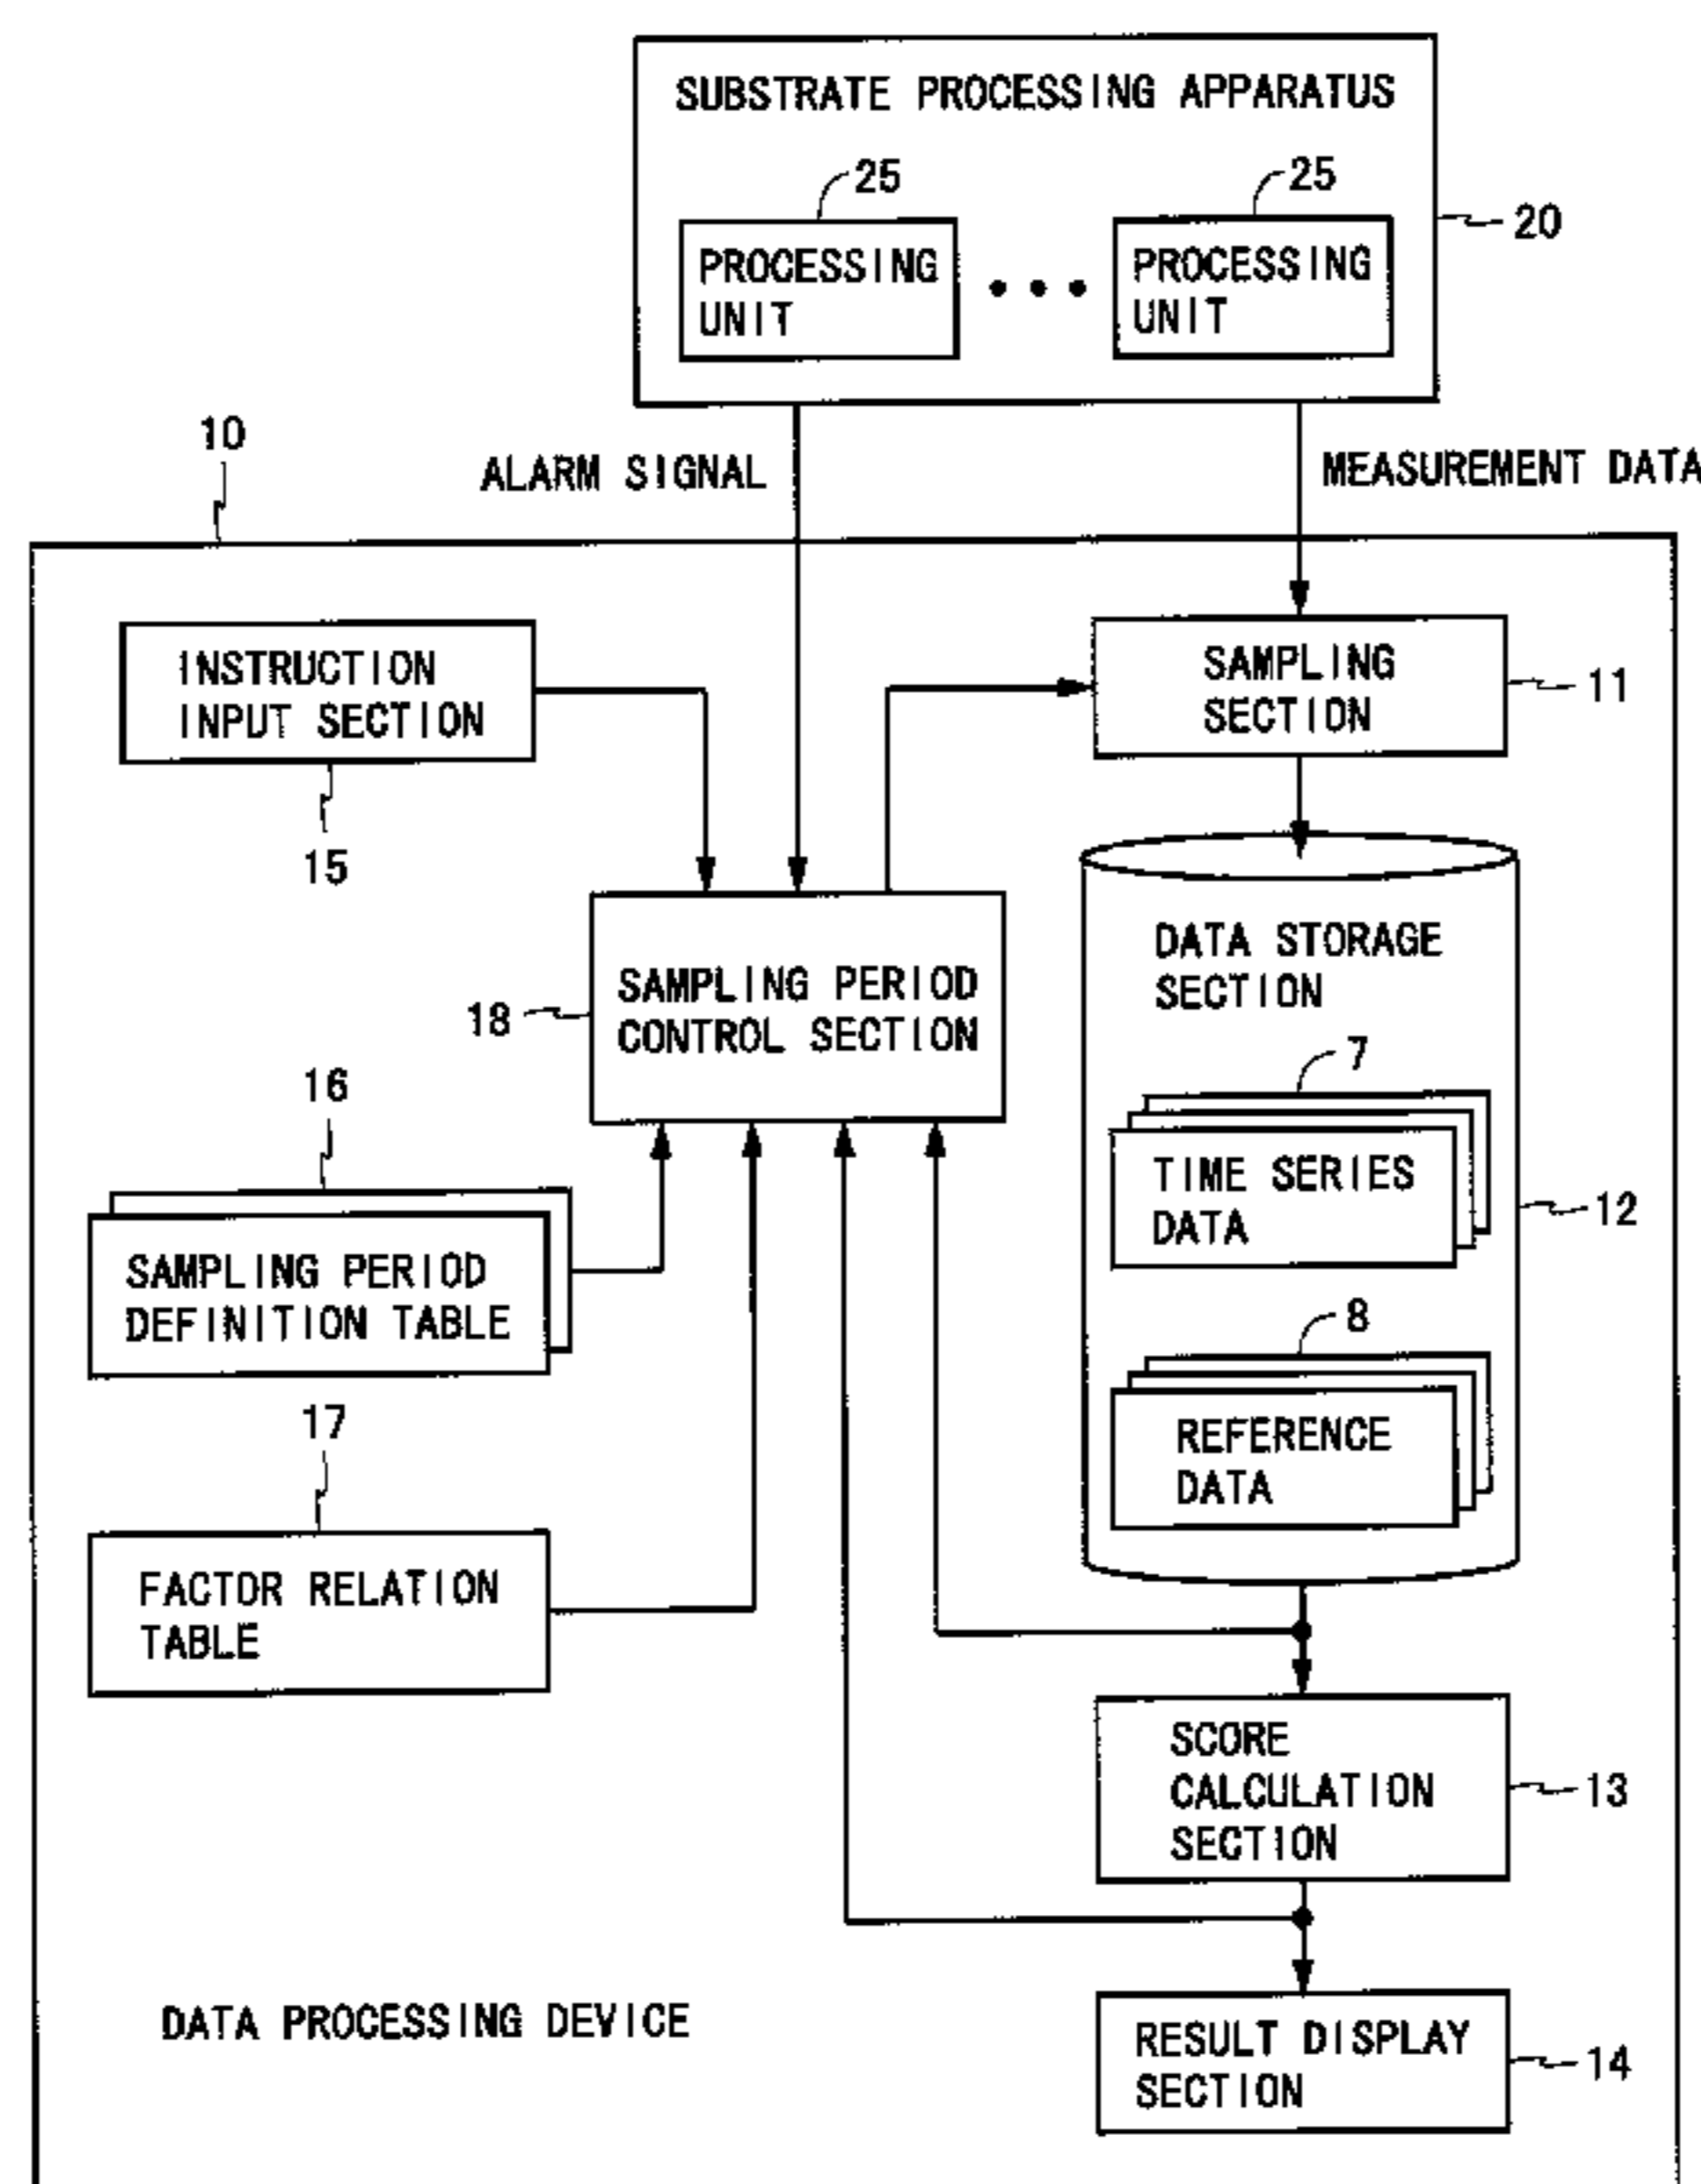 SUBSTRATE PROCESSING APPARATUS
25
25
20
PROCESSING
UNIT
PROCESSING
UNIT
10
ALARM SIGNAL
MEASUREMENT DATA
INSTRUCTION
INPUT SECTION
15
SAMPLING
SECTION
11
DATA STORAGE
SECTION
SAMPLING PERIOD
CONTROL SECTION
18
7
TIME SERIES
DATA
12
16
SAMPLING PERIOD
DEFINITION TABLE
8
REFERENCE
DATA
17
FACTOR RELATION
TABLE
SCORE
CALCULATION
SECTION
13
DATA PROCESSING DEVICE
RESULT DISPLAY
SECTION
14